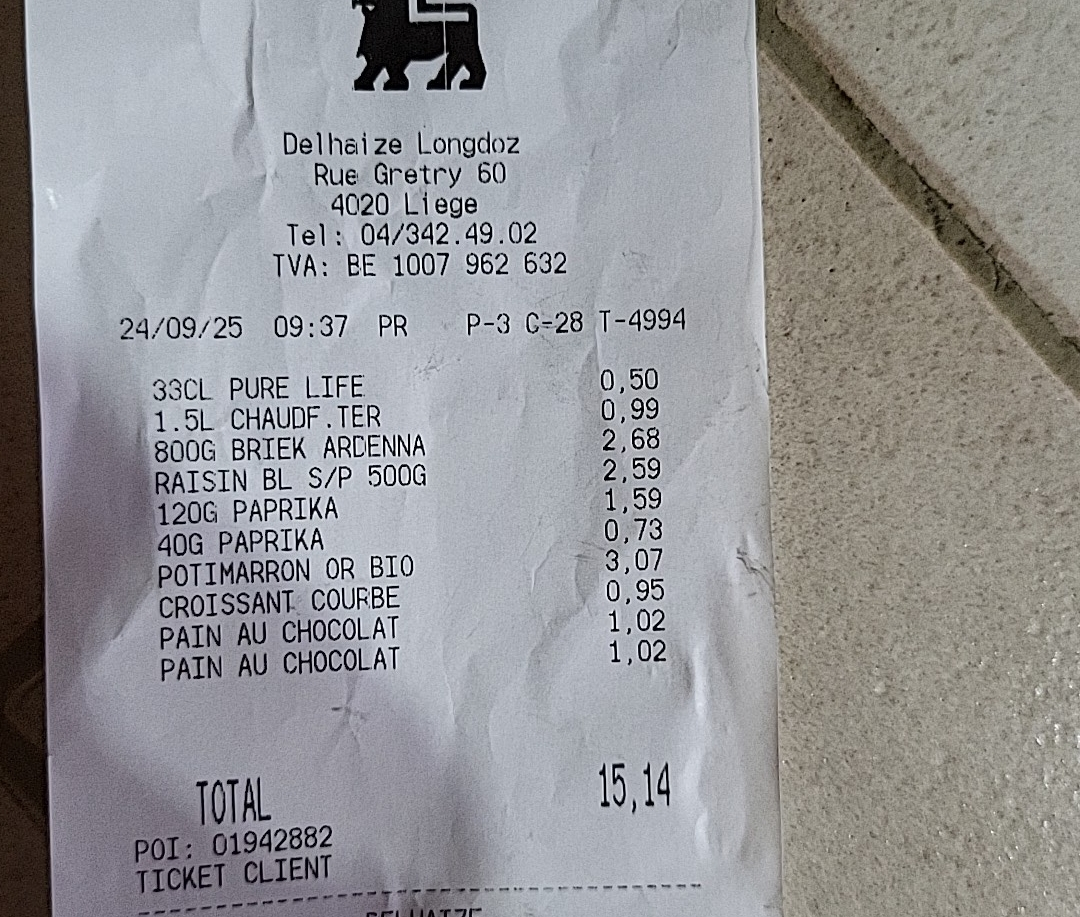 Delhaize Longdoz
Rue Gretry 60
4020 Liege
Tel: 04/342.49.02
TVA: BE 1007 962 632
24/09/25 09:37 PR P-3 C=28 T-4994
33CL PURE LIFE 0,50
1.5L CHAUDF.TER 0,99
800G BRIEK ARDENNA 2,68
RAISIN BL S/P 500G 2,59
120G PAPRIKA 1,59
40G PAPRIKA 0,73
POTIMARRON OR BIO 3,07
CROISSANT COURBE 0,95
PAIN AU CHOCOLAT 1,02
PAIN AU CHOCOLAT 1,02
TOTAL 15,14
POI: 01942882
TICKET CLIENT
DELHAIZE